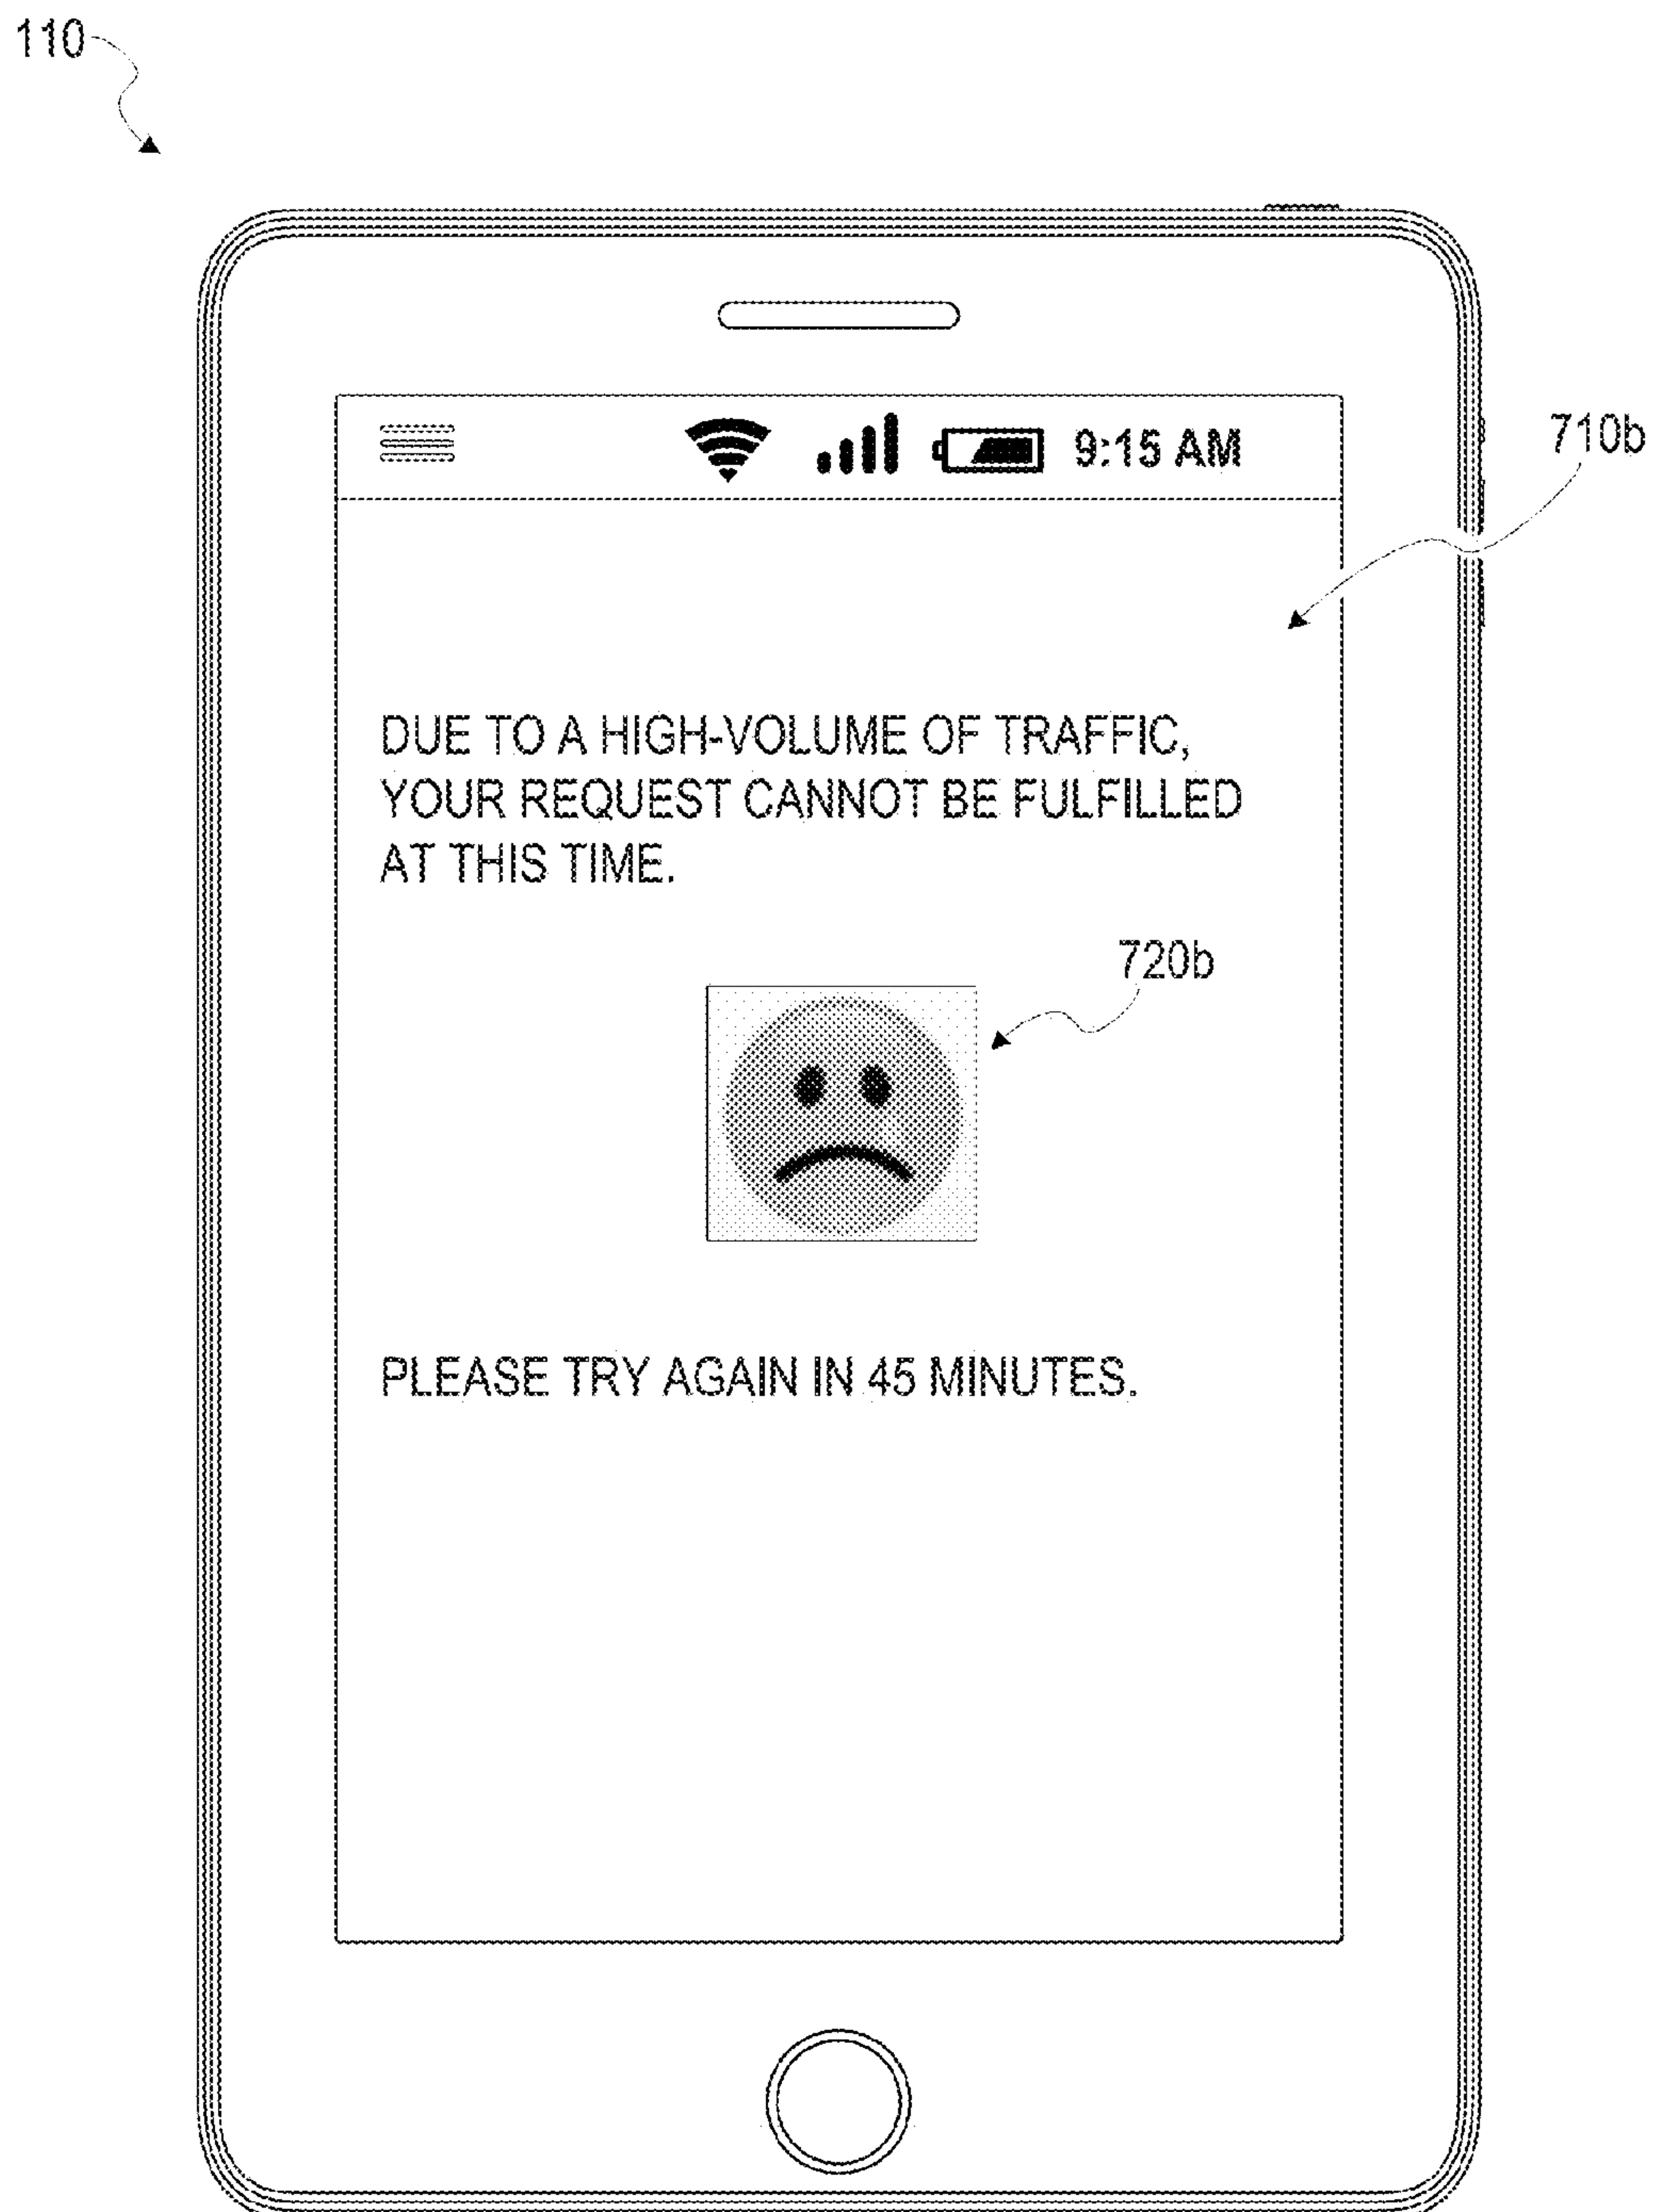 110
9:15 AM
710b
DUE TO A HIGH-VOLUME OF TRAFFIC,
YOUR REQUEST CANNOT BE FULFILLED
AT THIS TIME.
720b
PLEASE TRY AGAIN IN 45 MINUTES.